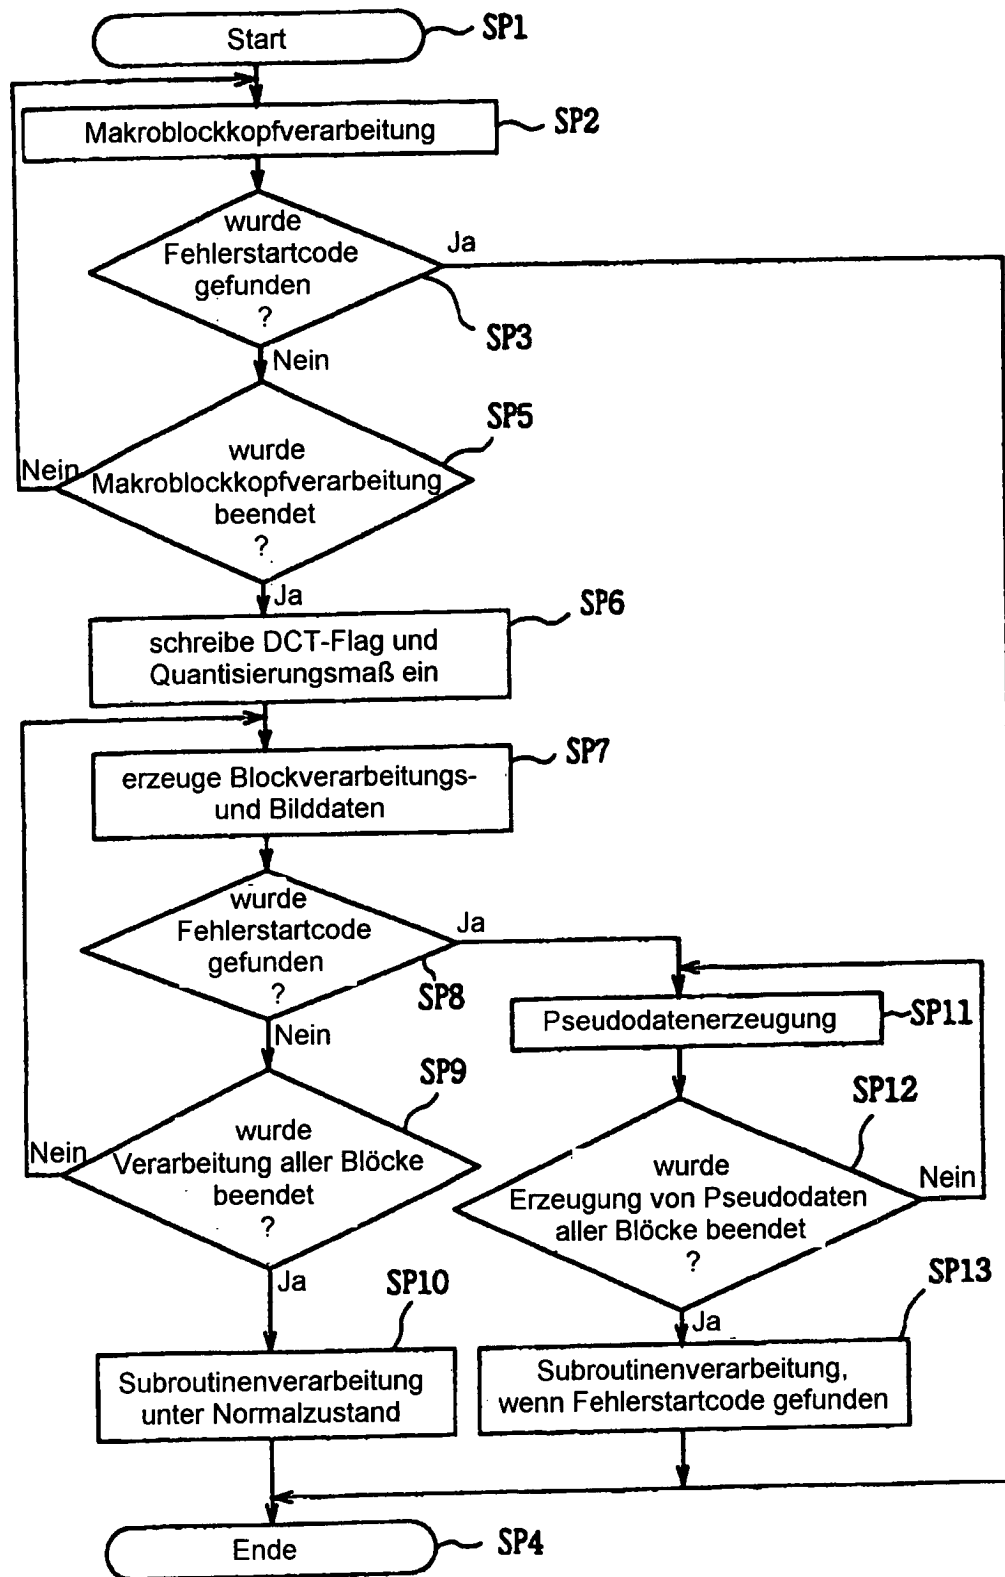 Start
SP1
Makroblockkopfverarbeitung
SP2
wurde
Fehlerstartcode
gefunden
?
Ja
SP3
Nein
SP5
wurde
Makroblockkopfverarbeitung
beendet
?
Nein
Ja
SP6
schreibe DCT-Flag und
Quantisierungsmaß ein
SP7
erzeuge Blockverarbeitungs-
und Bilddaten
wurde
Fehlerstartcode
gefunden
?
Ja
SP8
Nein
Pseudodatenerzeugung
SP11
SP9
wurde
Verarbeitung aller Blöcke
beendet
?
Nein
Ja
SP12
wurde
Erzeugung von Pseudodaten
aller Blöcke beendet
?
Nein
Ja
SP10
Subroutinenverarbeitung
unter Normalzustand
SP13
Subroutinenverarbeitung,
wenn Fehlerstartcode gefunden
Ende
SP4